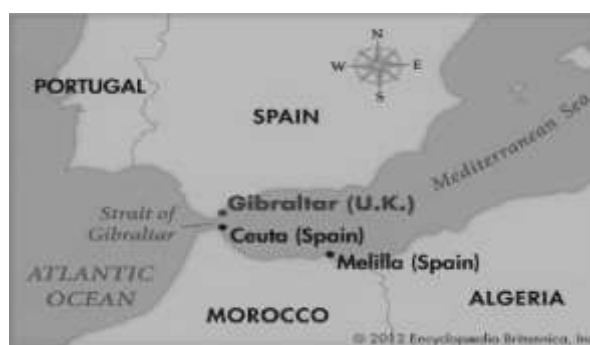 N
W E
S
PORTUGAL
SPAIN
Mediterranean Sea
Gibraltar (U.K.)
Strait of
Gibraltar
Ceuta (Spain)
Melilla (Spain)
ATLANTIC
OCEAN
MOROCCO
ALGERIA
© 2012 Encyclopædia Britannica, Inc